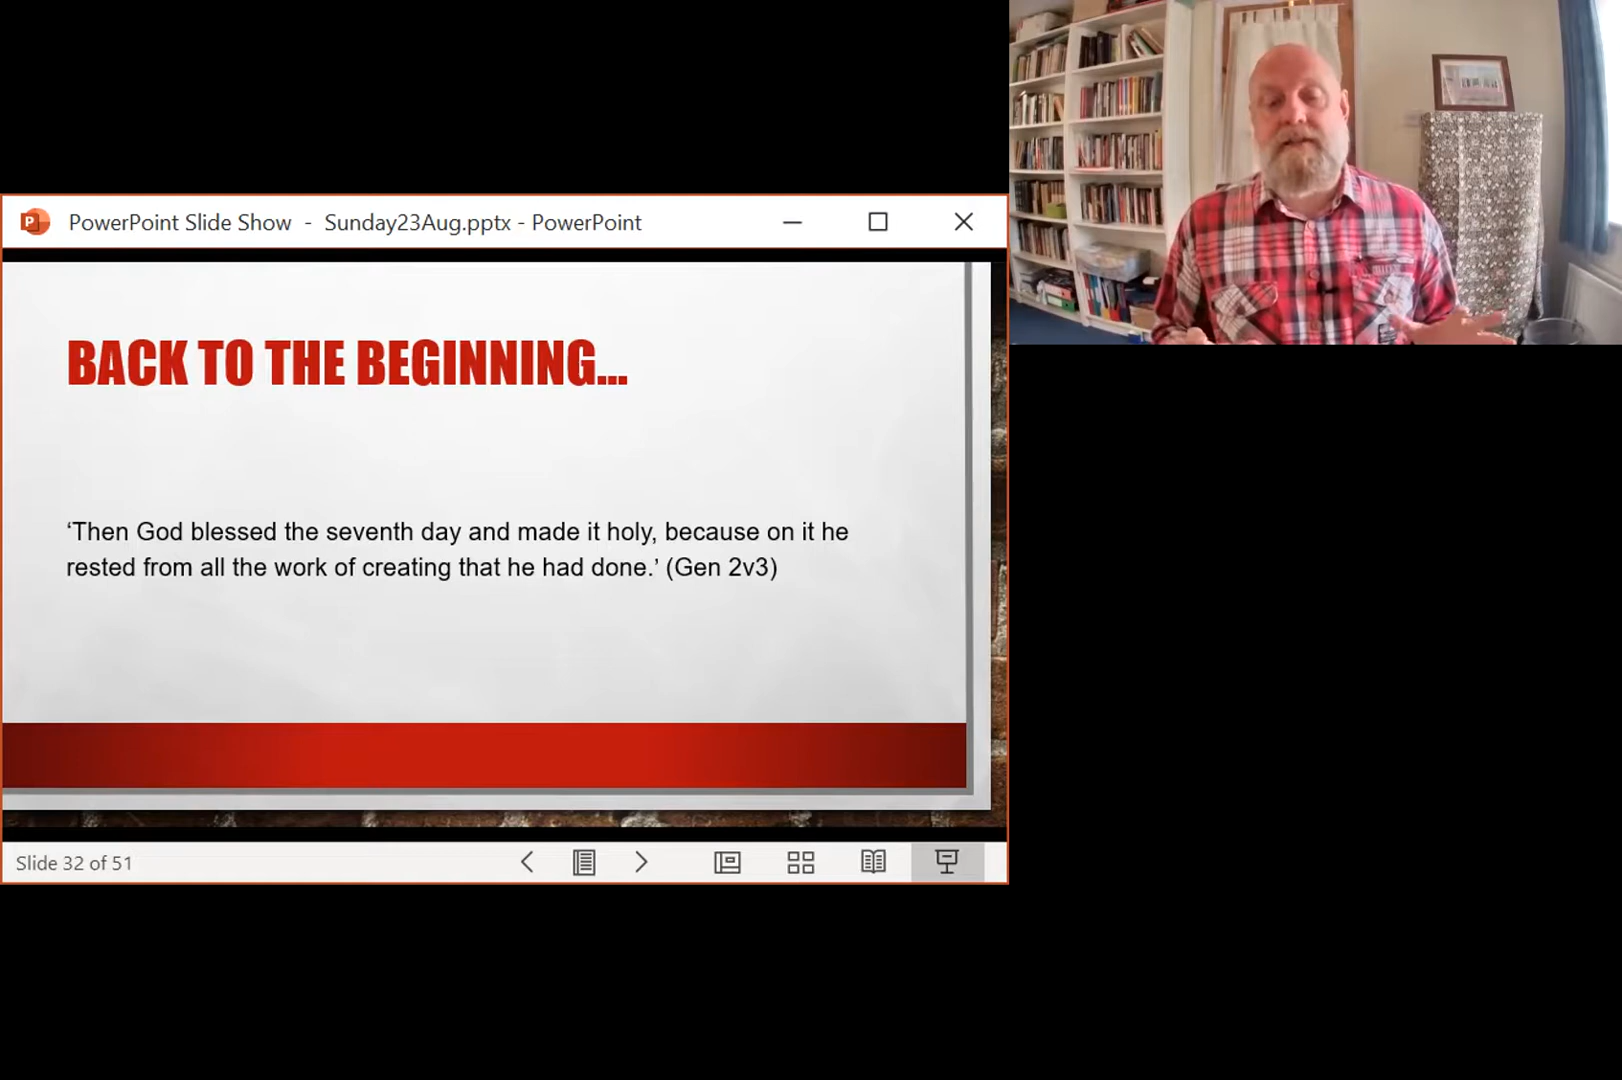 PowerPoint Slide Show - Sunday23Aug.pptx - PowerPoint
BACK TO THE BEGINNING...
‘Then God blessed the seventh day and made it holy, because on it he
rested from all the work of creating that he had done.’ (Gen 2v3)
Slide 32 of 51